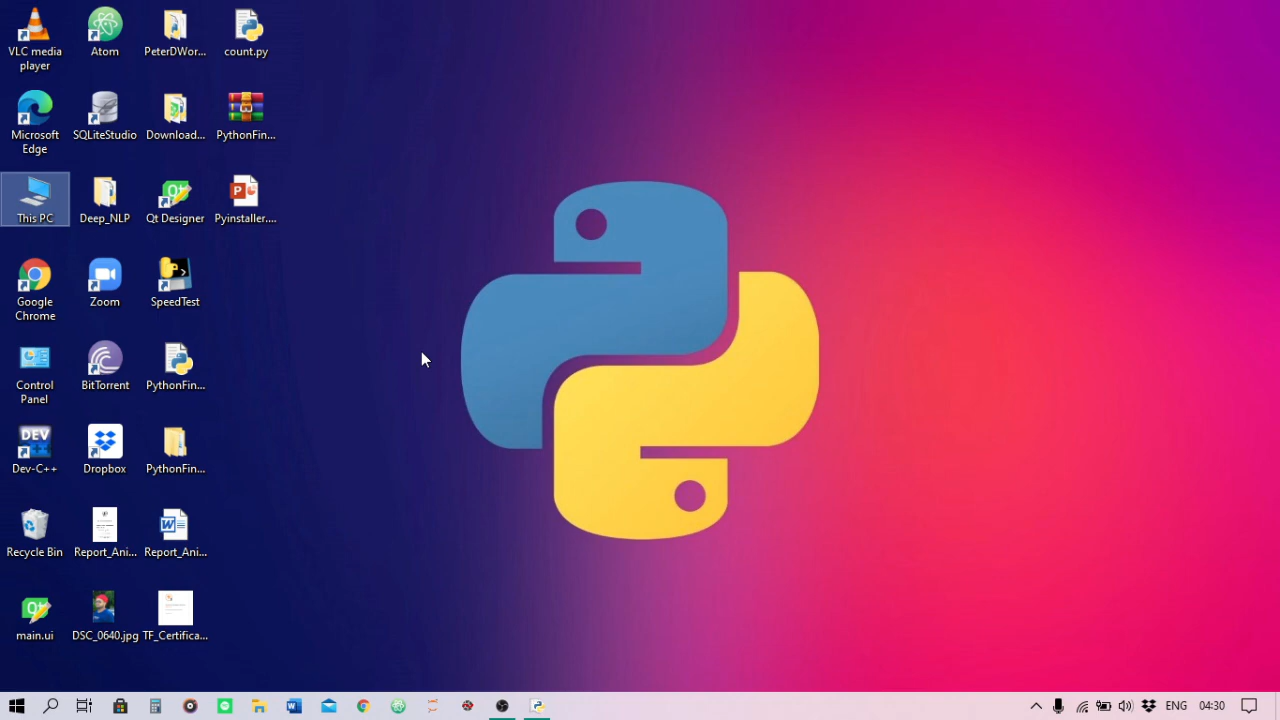 VLC media
player
Atom
PeterDWor...
count.py
Microsoft
Edge
SQLiteStudio
Download...
PythonFin...
This PC
Deep_NLP
Qt Designer
Pyinstaller....
Google
Chrome
Zoom
SpeedTest
Control
Panel
BitTorrent
PythonFin...
DEV
Dev-C++
Dropbox
PythonFin...
Recycle Bin
Report_Ani...
Report_Ani...
main.ui
DSC_0640.jpg
TF_Certifica...
ENG
04:30